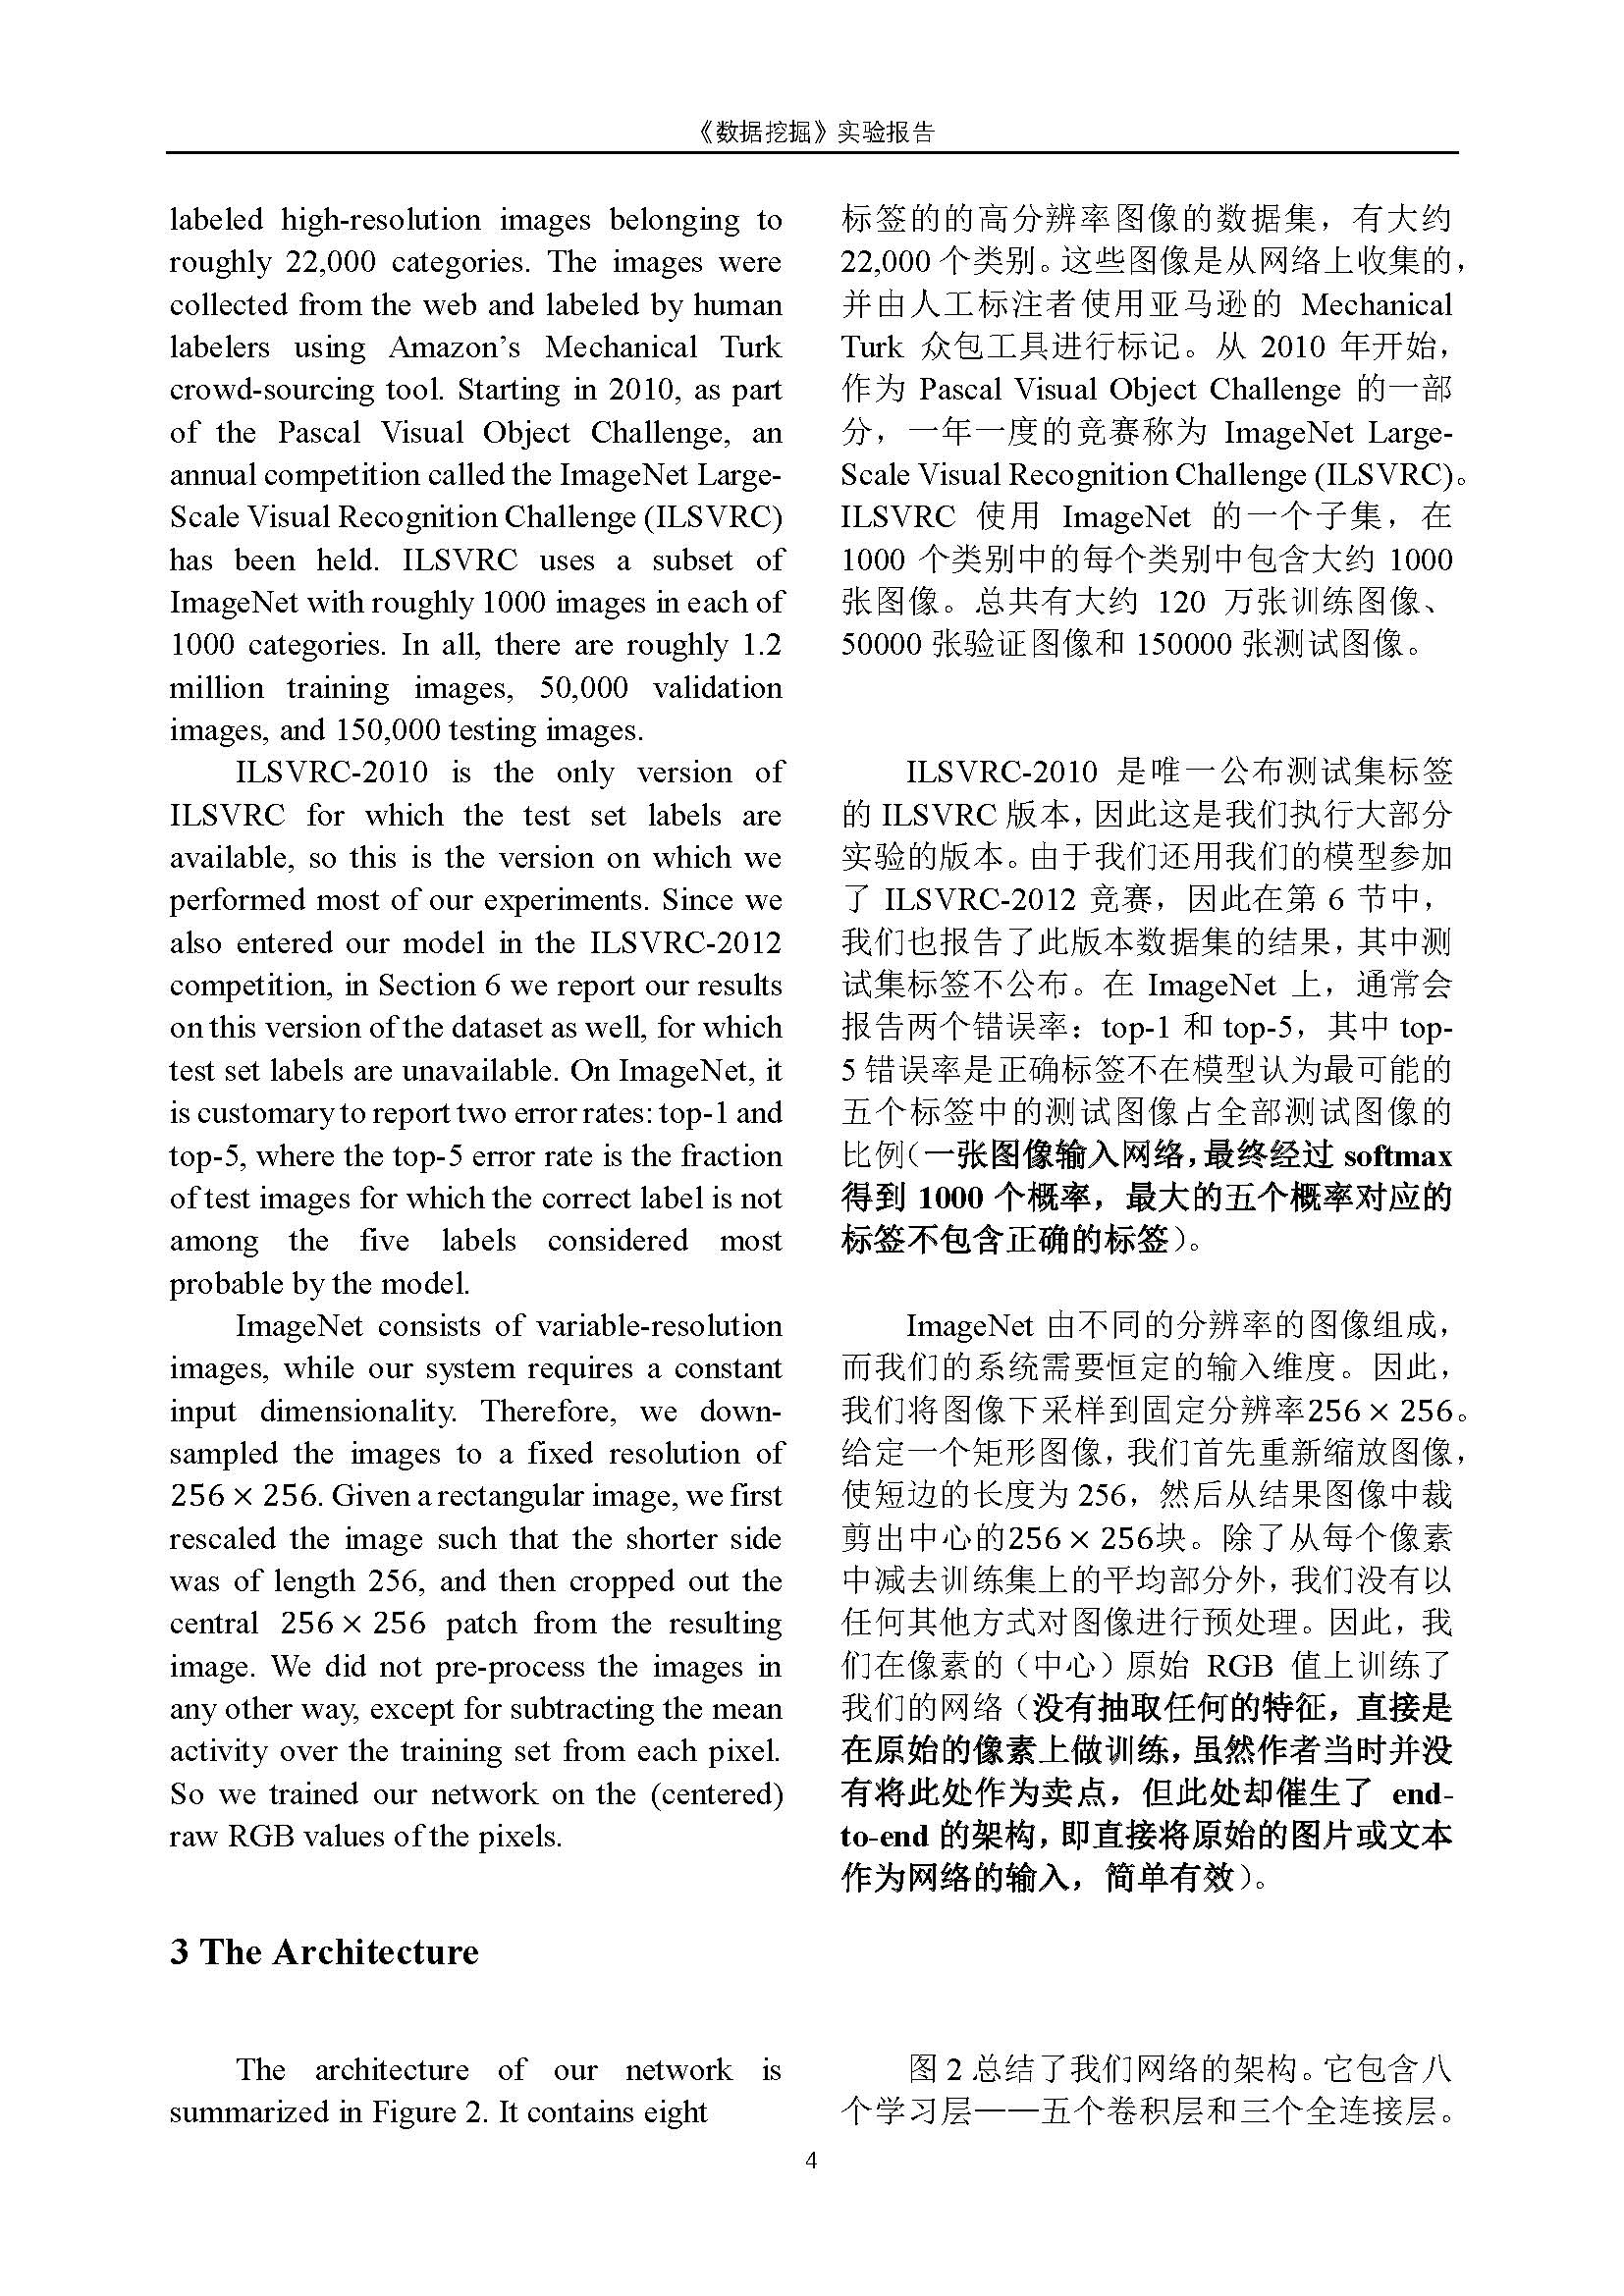 《数据挖掘》实验报告
labeled high-resolution images belonging to
roughly 22,000 categories. The images were
collected from the web and labeled by human
labelers using Amazon’s Mechanical Turk
crowd-sourcing tool. Starting in 2010, as part
of the Pascal Visual Object Challenge, an
annual competition called the ImageNet Large-
Scale Visual Recognition Challenge (ILSVRC)
has been held. ILSVRC uses a subset of
ImageNet with roughly 1000 images in each of
1000 categories. In all, there are roughly 1.2
million training images, 50,000 validation
images, and 150,000 testing images.
ILSVRC-2010 is the only version of
ILSVRC for which the test set labels are
available, so this is the version on which we
performed most of our experiments. Since we
also entered our model in the ILSVRC-2012
competition, in Section 6 we report our results
on this version of the dataset as well, for which
test set labels are unavailable. On ImageNet, it
is customary to report two error rates: top-1 and
top-5, where the top-5 error rate is the fraction
of test images for which the correct label is not
among the five labels considered most
probable by the model.
ImageNet consists of variable-resolution
images, while our system requires a constant
input dimensionality. Therefore, we down-
sampled the images to a fixed resolution of
256 × 256. Given a rectangular image, we first
rescaled the image such that the shorter side
was of length 256, and then cropped out the
central 256 × 256 patch from the resulting
image. We did not pre-process the images in
any other way, except for subtracting the mean
activity over the training set from each pixel.
So we trained our network on the (centered)
raw RGB values of the pixels.
3 The Architecture
The architecture of our network is
summarized in Figure 2. It contains eight
标签的的高分辨率图像的数据集，有大约
22,000 个类别。这些图像是从网络上收集的，
并由人工标注者使用亚马逊的 Mechanical
Turk 众包工具进行标记。从 2010 年开始，
作为 Pascal Visual Object Challenge 的一部
分，一年一度的竞赛称为 ImageNet Large-
Scale Visual Recognition Challenge (ILSVRC)。
ILSVRC 使用 ImageNet 的一个子集，在
1000 个类别中的每个类别中包含大约 1000
张图像。总共有大约 120 万张训练图像、
50000 张验证图像和 150000 张测试图像。
ILSVRC-2010 是唯一公布测试集标签
的 ILSVRC 版本，因此这是我们执行大部分
实验的版本。由于我们还用我们的模型参加
了 ILSVRC-2012 竞赛，因此在第 6 节中，
我们也报告了此版本数据集的结果，其中测
试集标签不公布。在 ImageNet 上，通常会
报告两个错误率：top-1 和 top-5，其中 top-
5 错误率是正确标签不在模型认为最可能的
五个标签中的测试图像占全部测试图像的
比例（一张图像输入网络，最终经过 softmax
得到 1000 个概率，最大的五个概率对应的
标签不包含正确的标签）。
ImageNet 由不同的分辨率的图像组成，
而我们的系统需要恒定的输入维度。因此，
我们将图像下采样到固定分辨率256 × 256。
给定一个矩形图像，我们首先重新缩放图像，
使短边的长度为 256，然后从结果图像中裁
剪出中心的256 × 256块。除了从每个像素
中减去训练集上的平均部分外，我们没有以
任何其他方式对图像进行预处理。因此，我
们在像素的（中心）原始 RGB 值上训练了
我们的网络（没有抽取任何的特征，直接是
在原始的像素上做训练，虽然作者当时并没
有将此处作为卖点，但此处却催生了 end-
to-end 的架构，即直接将原始的图片或文本
作为网络的输入，简单有效）。
图 2 总结了我们网络的架构。它包含八
个学习层——五个卷积层和三个全连接层。
4